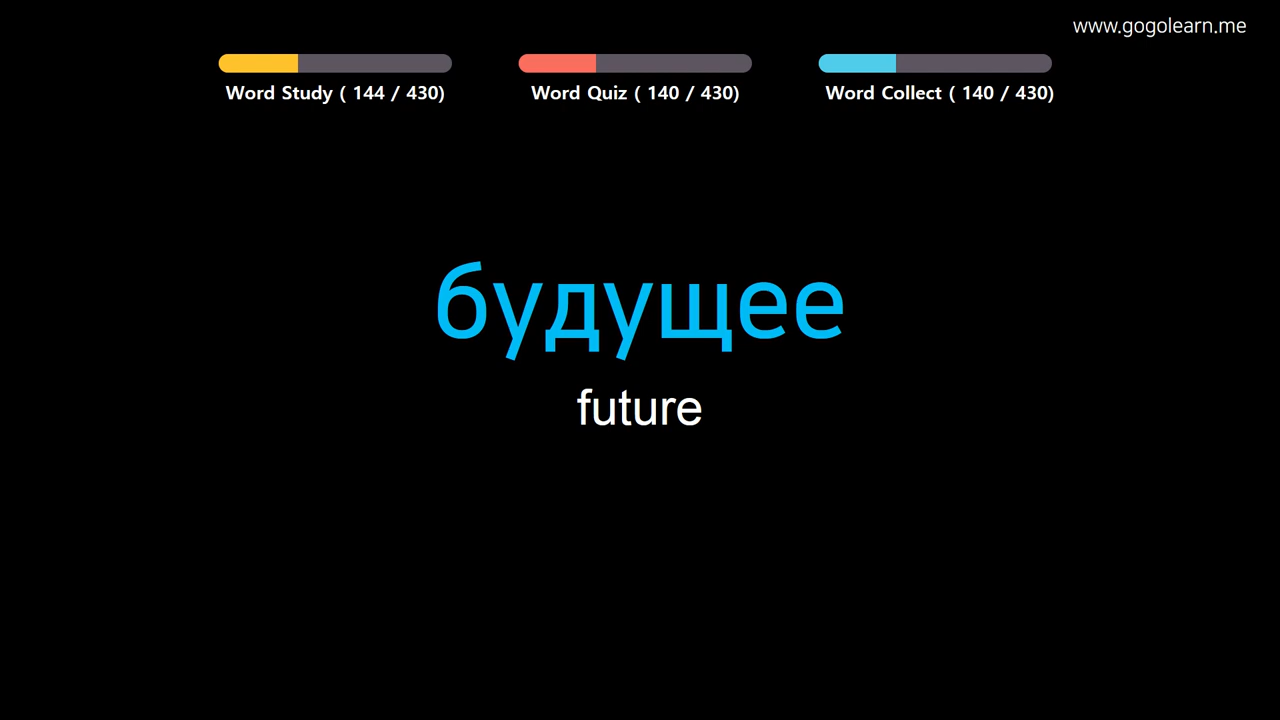 www.gogolearn.me
Word Study ( 144 / 430)
Word Quiz ( 140 / 430)
Word Collect ( 140 / 430)
будущее
future